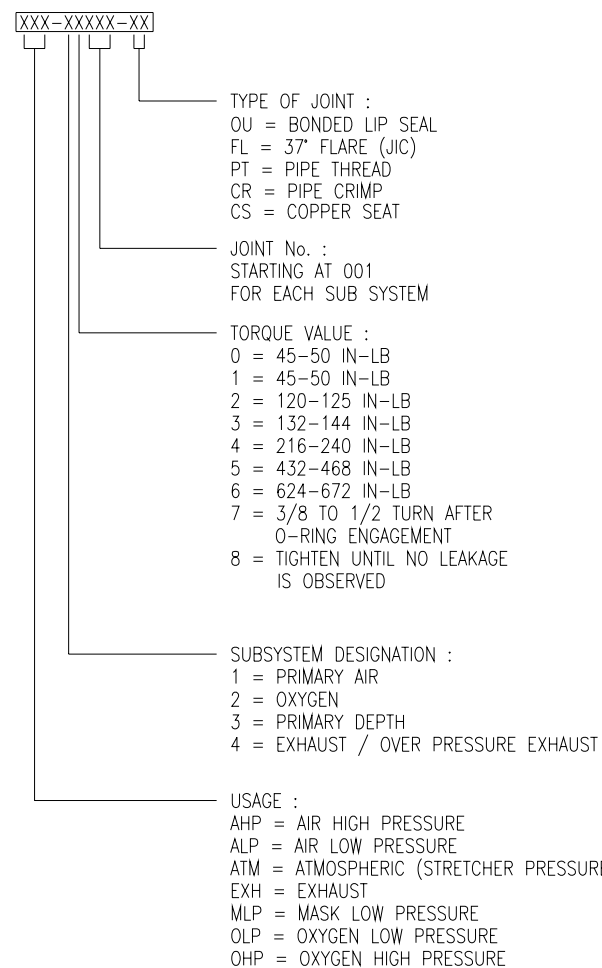 XXX-XXXXX-XX
TYPE OF JOINT :
OU = BONDED LIP SEAL
FL = 37° FLARE (JIC)
PT = PIPE THREAD
CR = PIPE CRIMP
CS = COPPER SEAT
JOINT No. :
STARTING AT 001
FOR EACH SUB SYSTEM
TORQUE VALUE :
0 = 45-50 IN-LB
1 = 45-50 IN-LB
2 = 120-125 IN-LB
3 = 132-144 IN-LB
4 = 216-240 IN-LB
5 = 432-468 IN-LB
6 = 624-672 IN-LB
7 = 3/8 TO 1/2 TURN AFTER
O-RING ENGAGEMENT
8 = TIGHTEN UNTIL NO LEAKAGE
IS OBSERVED
SUBSYSTEM DESIGNATION :
1 = PRIMARY AIR
2 = OXYGEN
3 = PRIMARY DEPTH
4 = EXHAUST / OVER PRESSURE EXHAUST
USAGE :
AHP = AIR HIGH PRESSURE
ALP = AIR LOW PRESSURE
ATM = ATMOSPHERIC (STRETCHER
EXH = EXHAUST
MLP = MASK LOW PRESSURE
OLP = OXYGEN LOW PRESSURE
OHP = OXYGEN HIGH PRESSURE